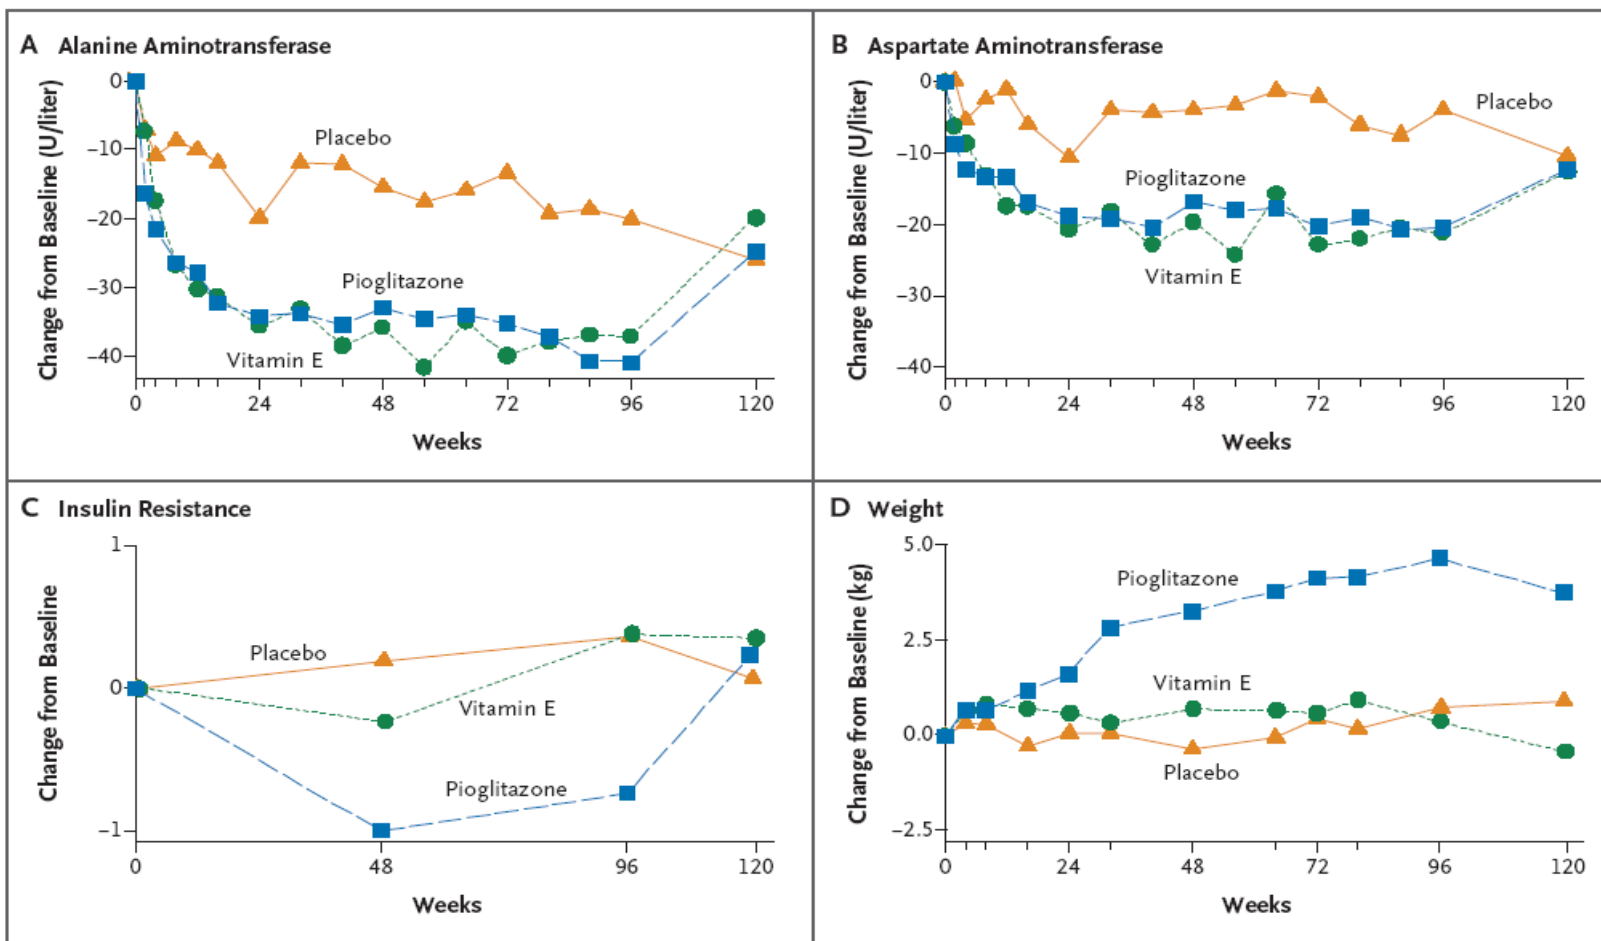 A Alanine Aminotransferase
Change from Baseline (U/liter)
0
–10
–20
–30
–40
Placebo
Pioglitazone
Vitamin E
0 24 48 72 96 120
Weeks
B Aspartate Aminotransferase
Change from Baseline (U/liter)
0
–10
–20
–30
–40
Placebo
Pioglitazone
Vitamin E
0 24 48 72 96 120
Weeks
C Insulin Resistance
Change from Baseline
1
0
–1
Placebo
Vitamin E
Pioglitazone
0 48 96 120
Weeks
D Weight
Change from Baseline (kg)
5.0
2.5
0.0
–2.5
Pioglitazone
Vitamin E
Placebo
0 24 48 72 96 120
Weeks